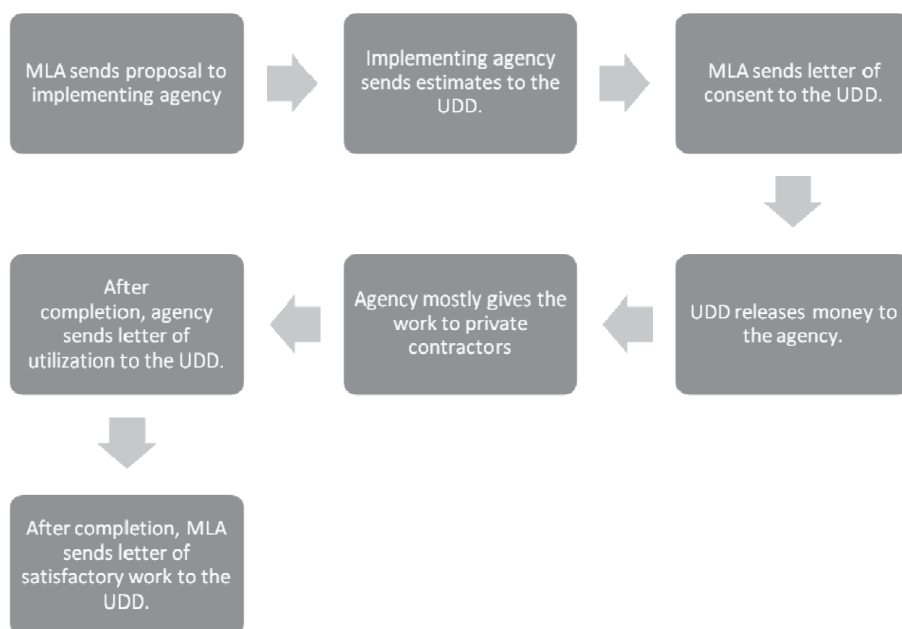 MLA sends proposal to
implementing agency
Implementing agency
sends estimates to the
UDD.
MLA sends letter of
consent to the UDD.
UDD releases money to
the agency.
Agency mostly gives the
work to private
contractors
After
completion, agency
sends letter of
utilization to the UDD.
After completion, MLA
sends letter of
satisfactory work to the
UDD.